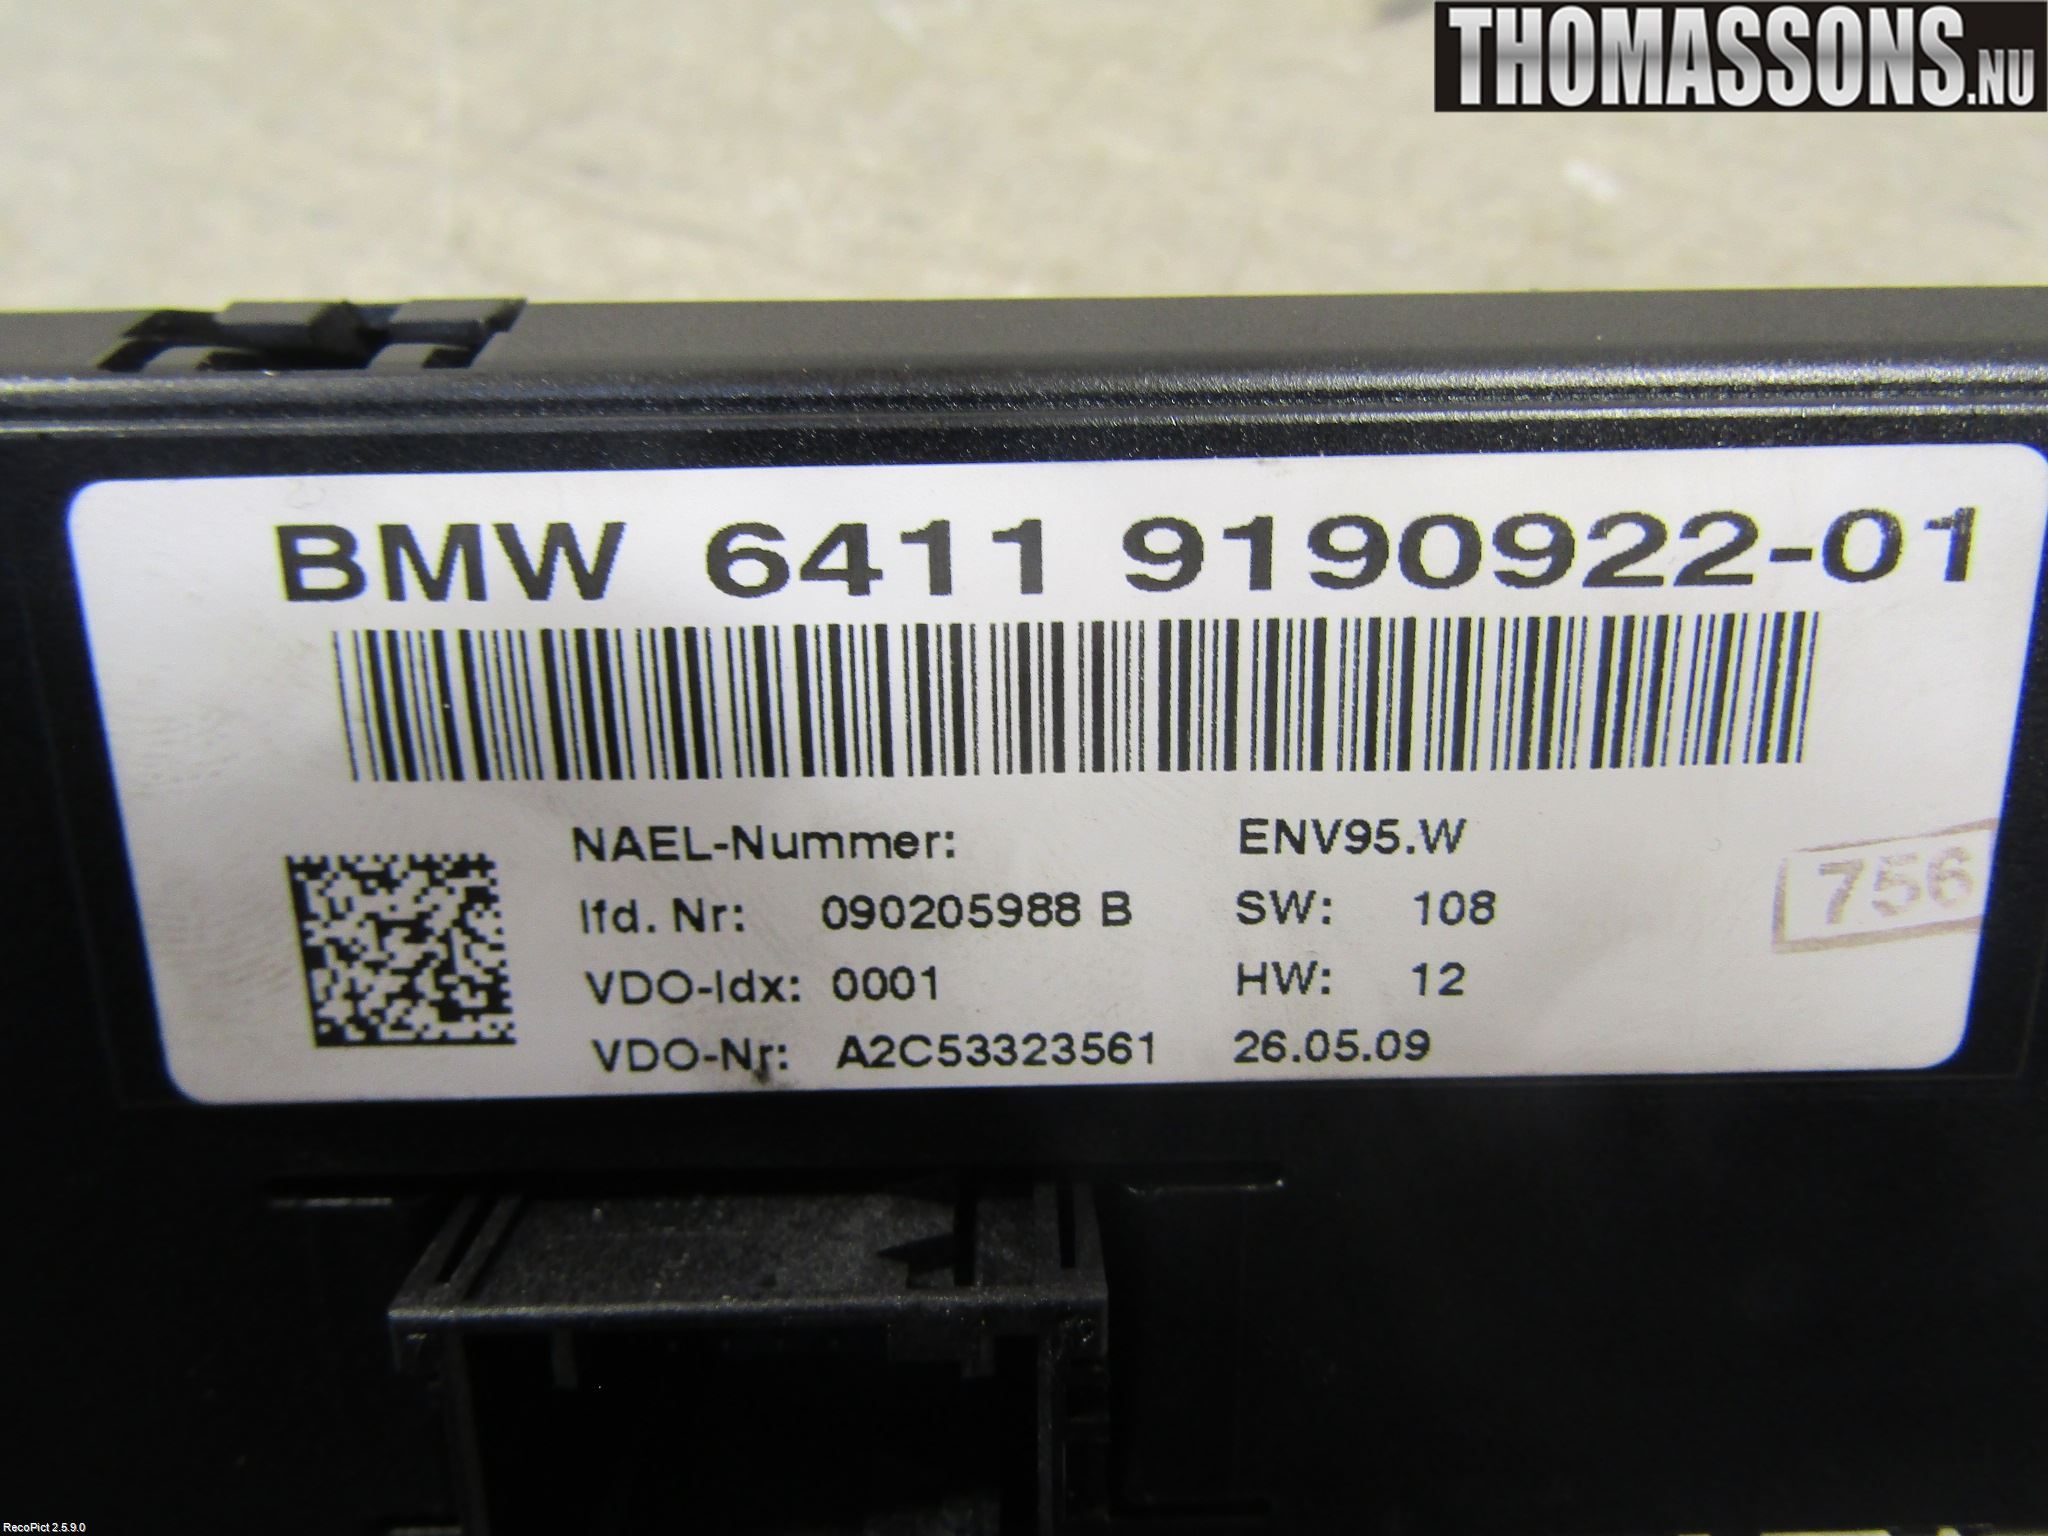 THOMASSONS.NU
BMW 6411 9190922-01
NAEL-Nummer: ENV95.W
lfd. Nr: 090205988 B SW: 108
756
VDO-Idx: 0001 HW: 12
VDO-Nr: A2C53323561 26.05.09
RecoPict 2.5.9.0